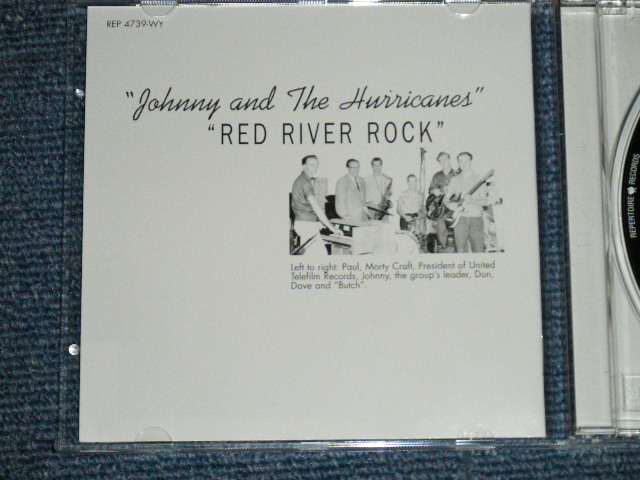 REP 4739-WY
"Johnny and The Hurricanes"
"RED RIVER ROCK"
Left to right: Paul, Morty Craft, President of United
Telefilm Records, Johnny, the group's leader, Don,
Dave and "Butch".
REPERTOIRE RECORDS